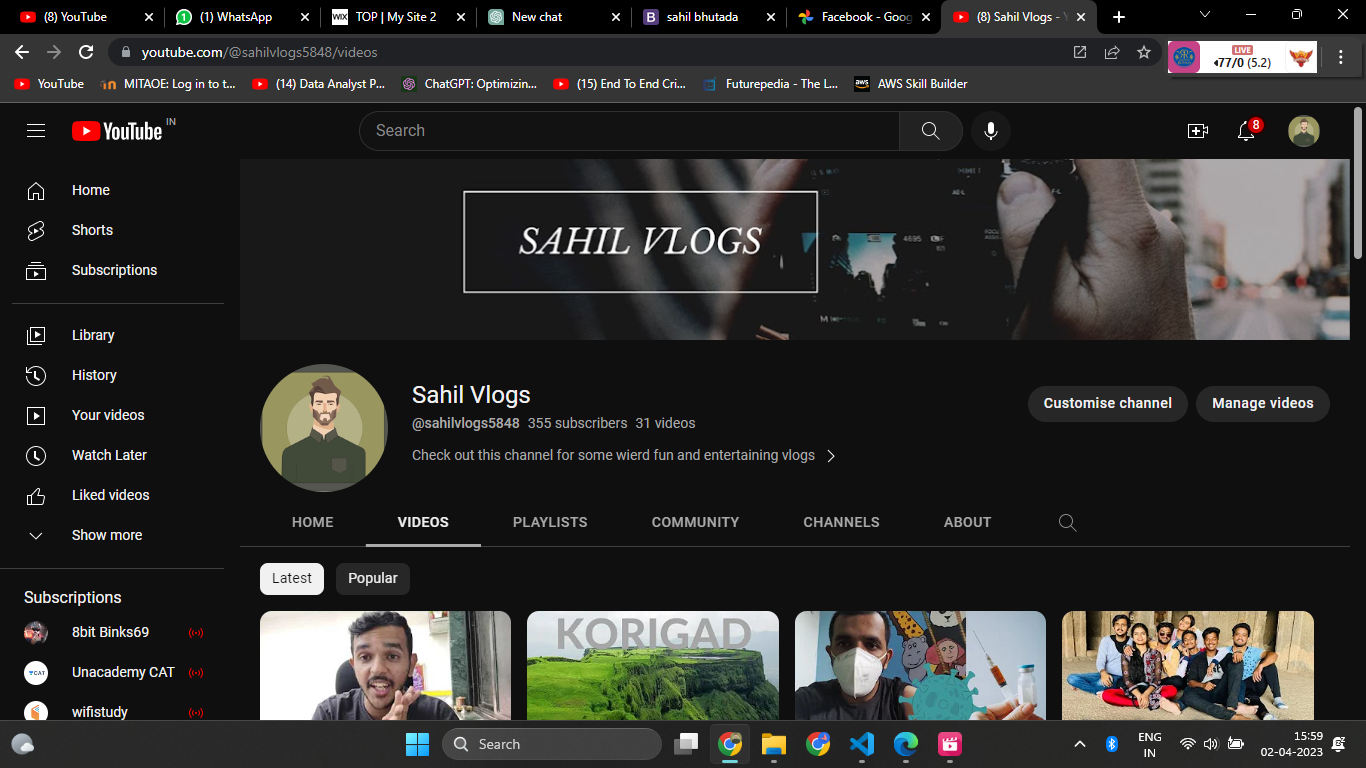 (8) YouTube
(1) WhatsApp
WIX TOP | My Site 2
New chat
B sahil bhutada
Facebook - Goog
(8) Sahil Vlogs - Y
youtube.com/@sahilvlogs5848/videos
LIVE
77/0 (5.2)
YouTube
MITAOE: Log in to t...
(14) Data Analyst P...
ChatGPT: Optimizin...
(15) End To End Cri...
Futurepedia - The L...
aws AWS Skill Builder
YouTube IN
Search
8
Home
Shorts
Subscriptions
Library
History
Your videos
Watch Later
Liked videos
Show more
Subscriptions
8bit Binks69
CAT Unacademy CAT
wifistudy
SAHIL VLOGS
4695
Sahil Vlogs
@sahilvlogs5848 355 subscribers 31 videos
Check out this channel for some wierd fun and entertaining vlogs
Customise channel
Manage videos
HOME
VIDEOS
PLAYLISTS
COMMUNITY
CHANNELS
ABOUT
Latest
Popular
KORIGAD
Search
ENG
IN
15:59
02-04-2023